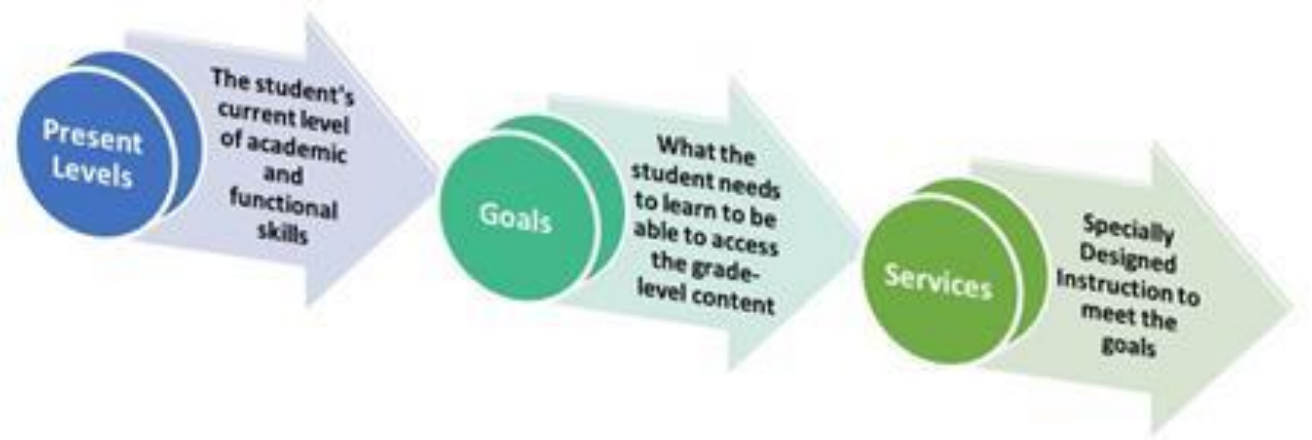 Present
Levels
The student's
current level
of academic
and
functional
skills
Goals
What the
student needs
to learn to be
able to access
the grade-
level content
Services
Specially
Designed
Instruction to
meet the
goals